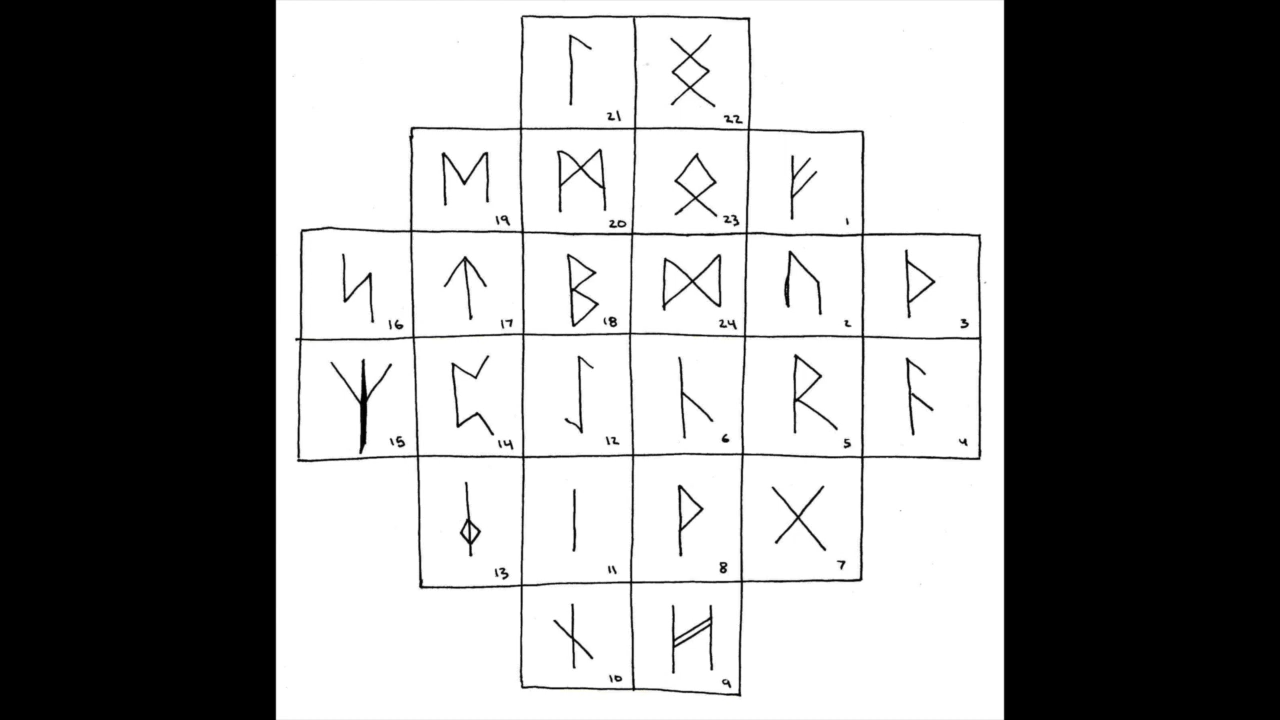 ᛚ ᛝ
21 22
ᛖ ᛗ ᛟ ᚠ
19 20 23 1
ᛋ ᛏ ᛒ ᛞ ᚢ ᚦ
16 17 18 24 2 3
ᛉ ᛈ ᛇ ᚳ ᚱ ᚨ
15 14 12 6 5 4
ᛄ ᛁ ᚹ ᚷ
13 11 8 7
ᚾ ᚻ
10 9